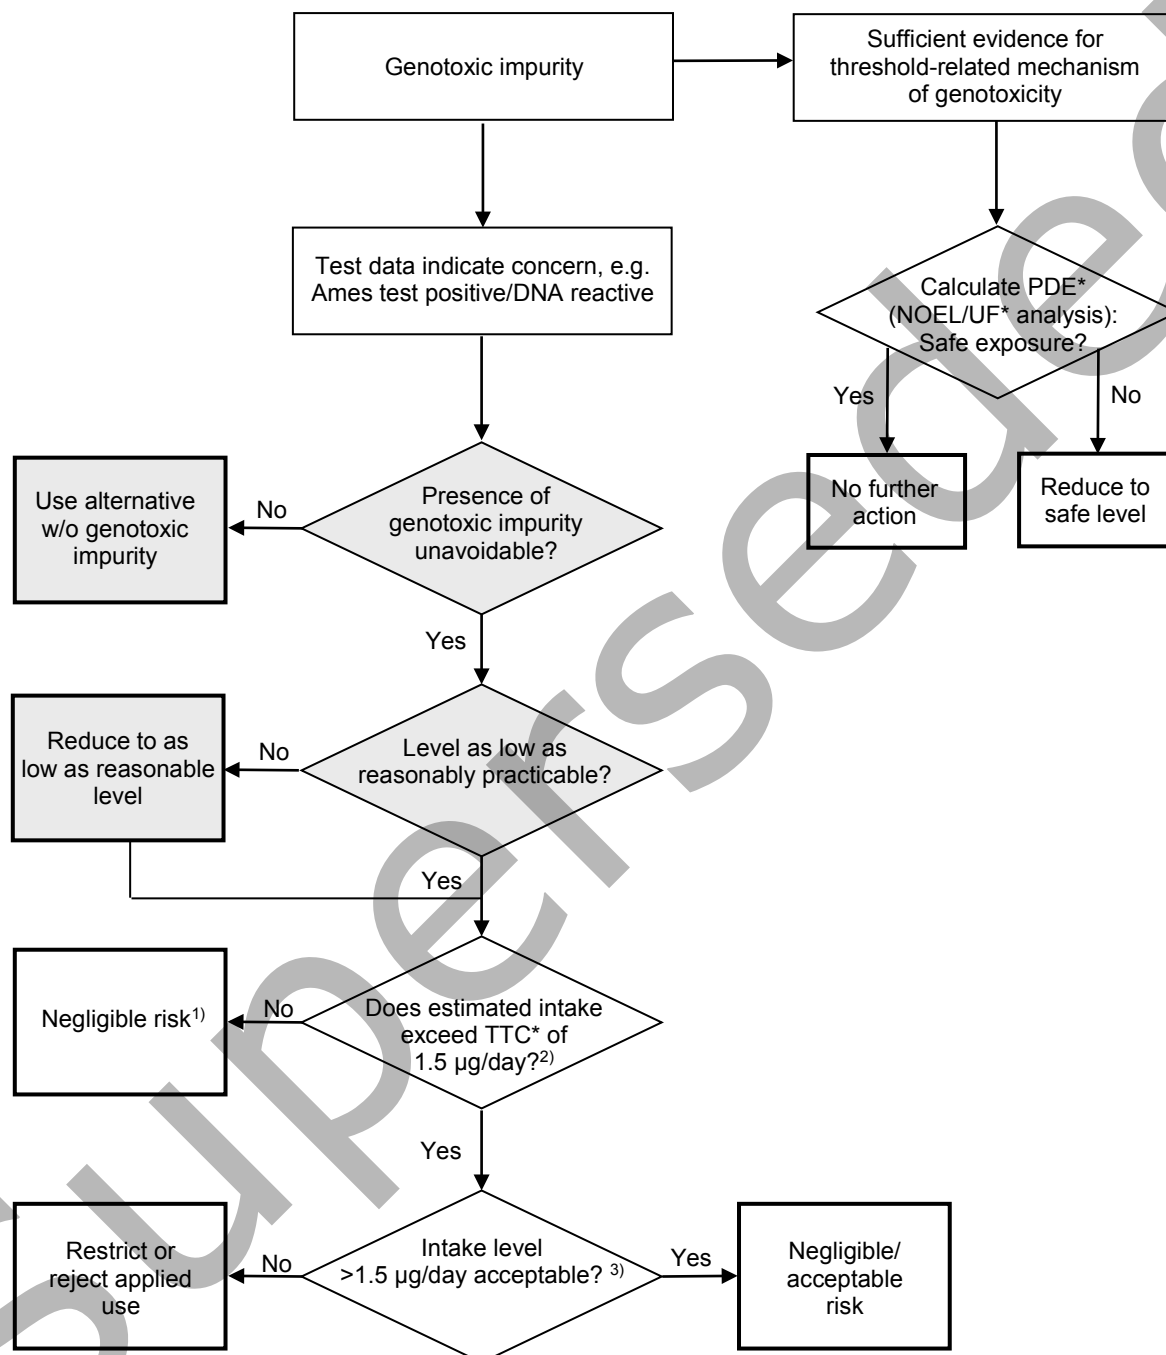 Genotoxic impurity
Sufficient evidence for
threshold-related mechanism
of genotoxicity
Test data indicate concern, e.g.
Ames test positive/DNA reactive
Calculate PDE*
(NOEL/UF* analysis):
Safe exposure?
Yes
No
No further
action
Reduce to
safe level
Presence of
genotoxic impurity
unavoidable?
No
Use alternative
w/o genotoxic
impurity
Yes
Level as low as
reasonably practicable?
No
Reduce to as
low as reasonable
level
Yes
Does estimated intake
exceed TTC* of
1.5 µg/day?2)
No
Negligible risk1)
Yes
Intake level
>1.5 µg/day acceptable? 3)
No
Restrict or
reject applied
use
Yes
Negligible/
acceptable
risk
Superseded